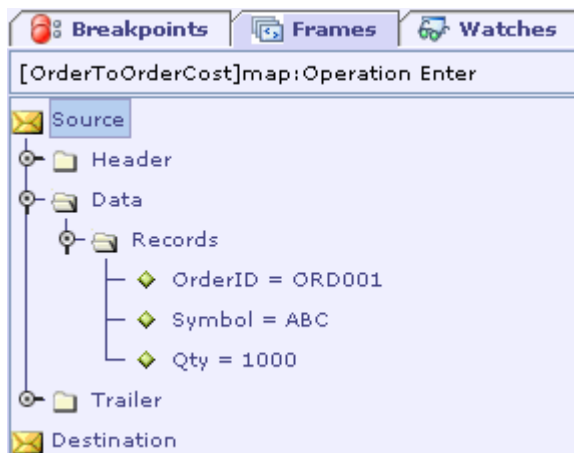 Breakpoints Frames Watches
[OrderToOrderCost]map:Operation Enter
Source
Header
Data
Records
OrderID = ORD001
Symbol = ABC
Qty = 1000
Trailer
Destination